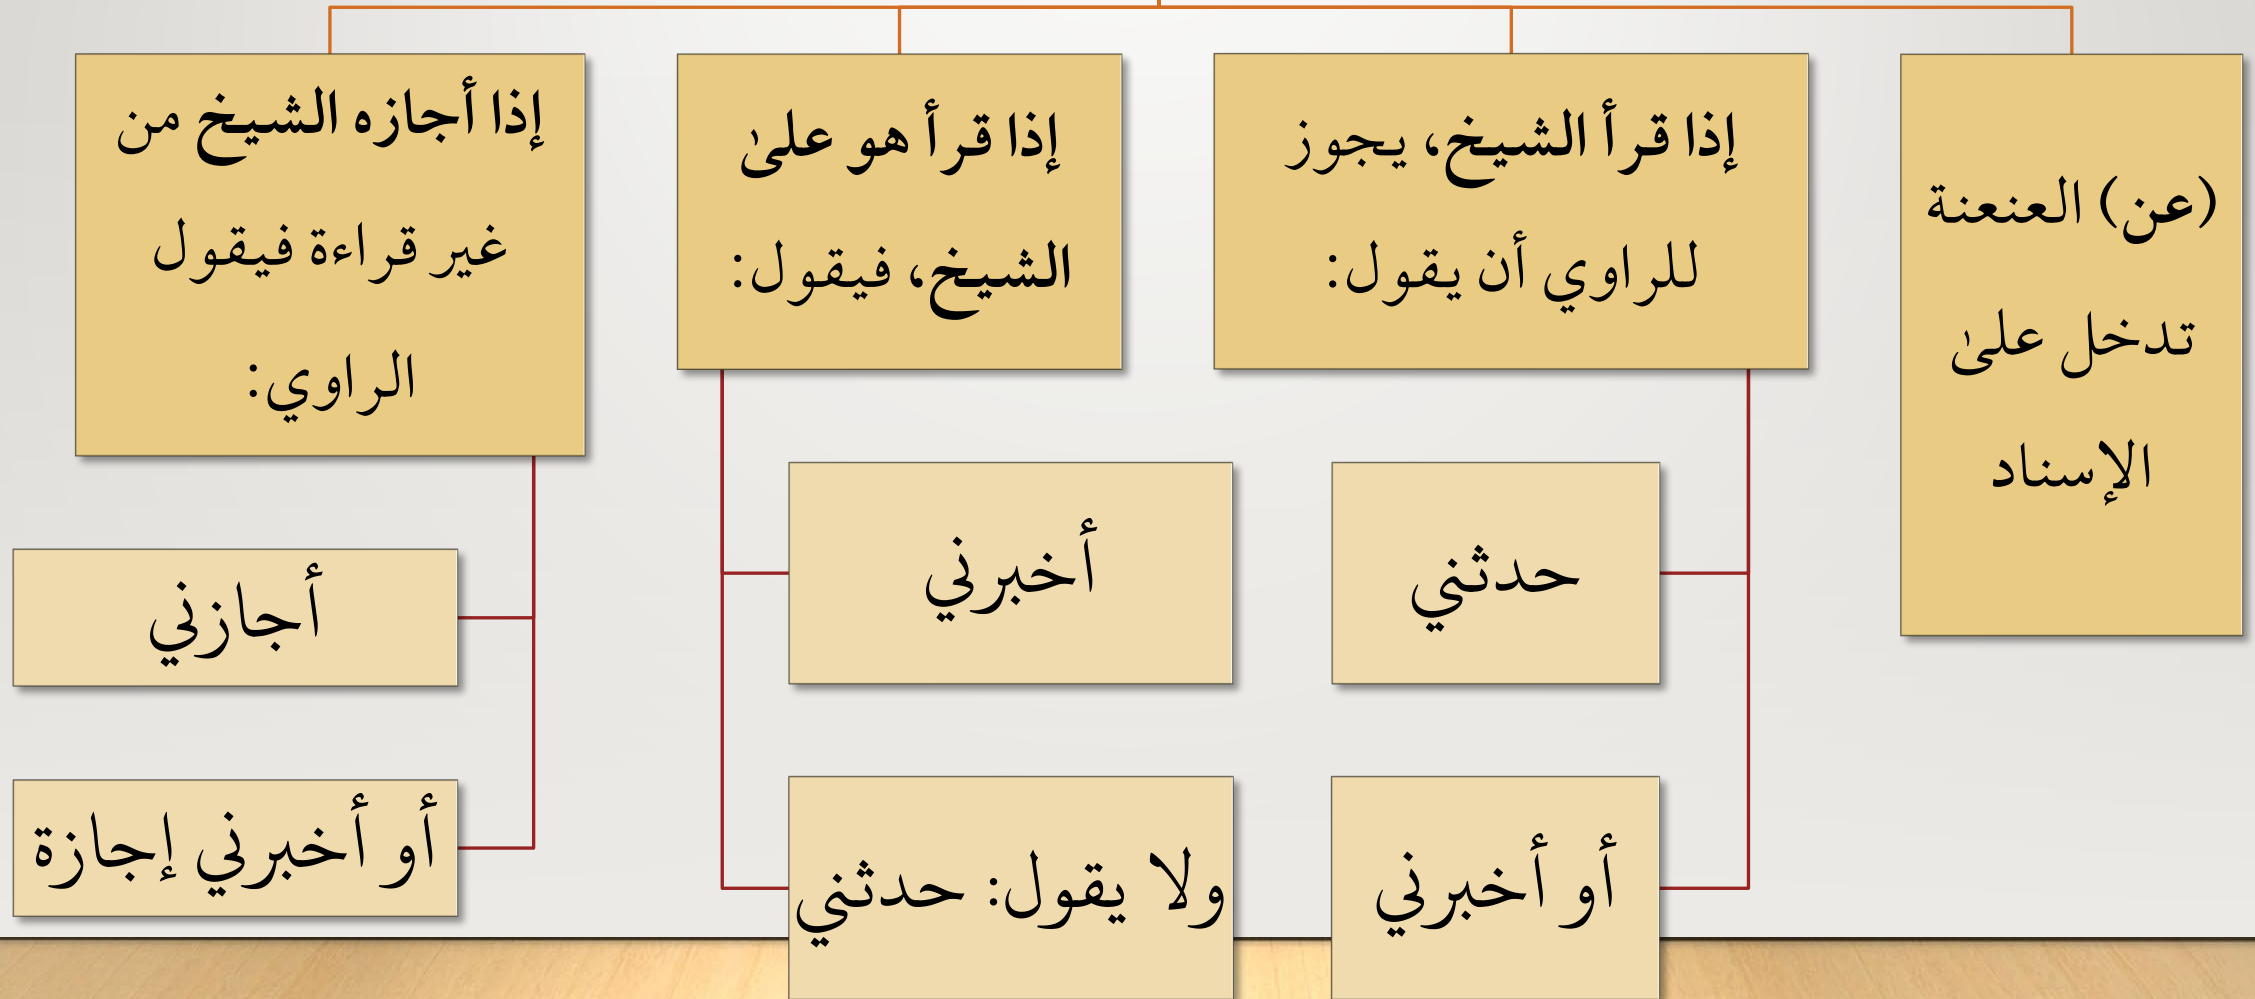 (عن) العنعنة
تدخل علىٰ
الإسناد
إذا قرأ الشيخ، يجوز
للراوي أن يقول:
حدثني
أو أخبرني
إذا قرأ هو علىٰ
الشيخ، فيقول:
أخبرني
ولا يقول: حدثني
إذا أجازه الشيخ من
غير قراءة فيقول
الراوي:
أجازني
أو أخبرني إجازة